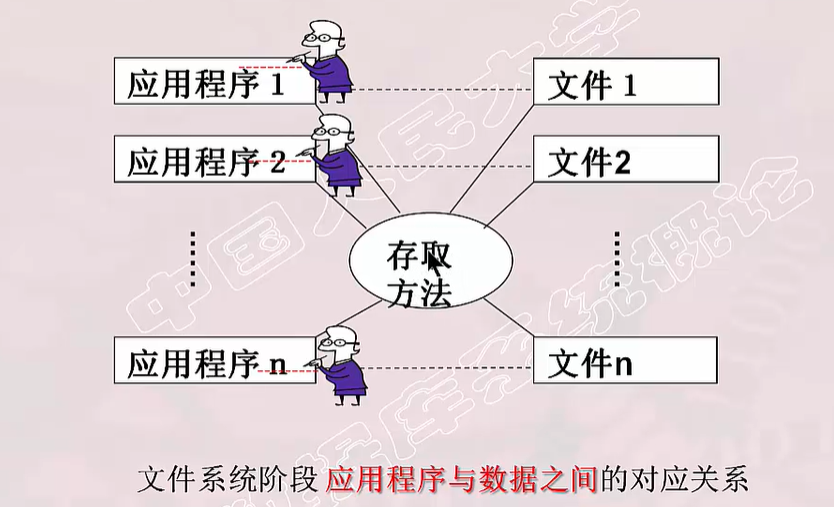 应用程序 1
文件 1
应用程序 2
文件2
存取
方法
应用程序 n
文件n
中国人民大学
数据库系统概论
文件系统阶段 应用程序与数据之间的对应关系